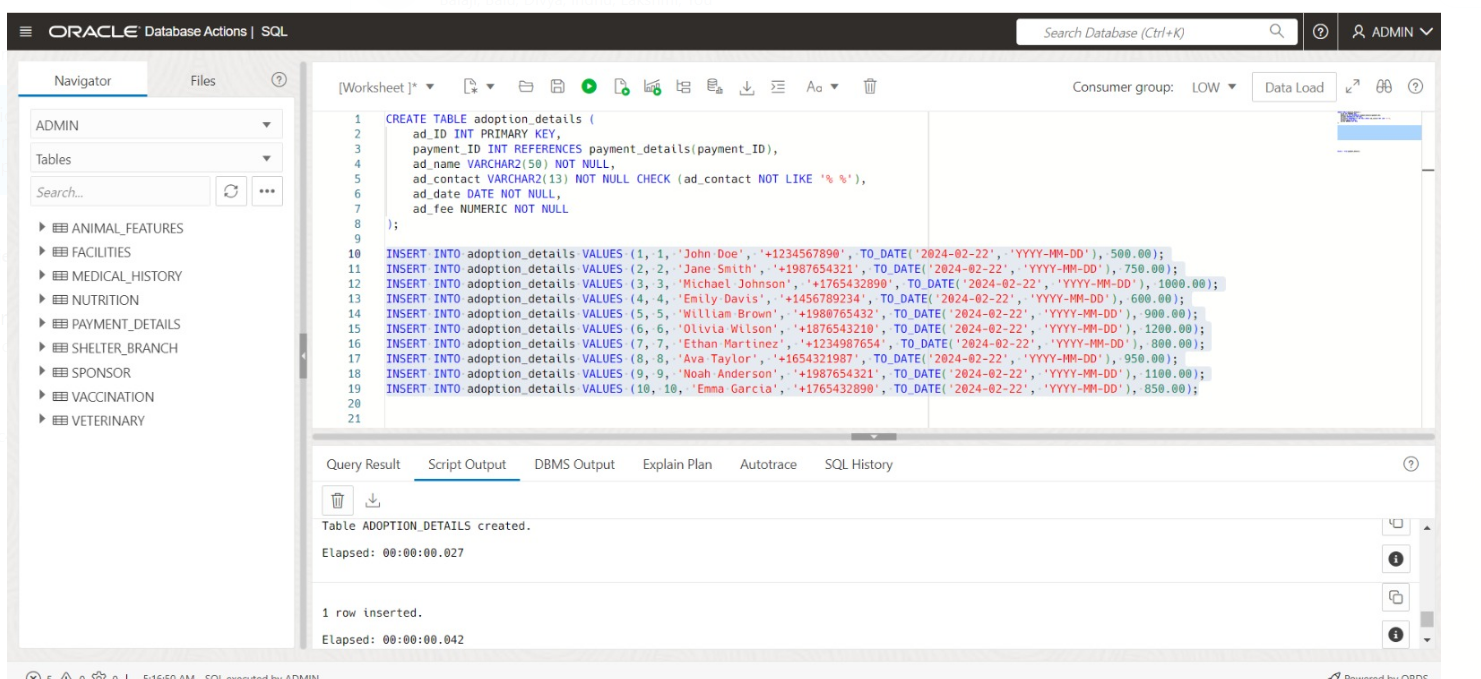 ORACLE Database Actions | SQL
Search Database (Ctrl+K)
ADMIN
Navigator
Files
[Worksheet ]*
Aa
Consumer group: LOW
Data Load
ADMIN
Tables
Search...
ANIMAL_FEATURES
FACILITIES
MEDICAL_HISTORY
NUTRITION
PAYMENT_DETAILS
SHELTER_BRANCH
SPONSOR
VACCINATION
VETERINARY
1 CREATE TABLE adoption_details (
2 ad_ID INT PRIMARY KEY,
3 payment_ID INT REFERENCES payment_details(payment_ID),
4 ad_name VARCHAR2(50) NOT NULL,
5 ad_contact VARCHAR2(13) NOT NULL CHECK (ad_contact NOT LIKE '% %'),
6 ad_date DATE NOT NULL,
7 ad_fee NUMERIC NOT NULL
8 );
9
10 INSERT INTO adoption_details VALUES (1, 1, 'John Doe', '+1234567890', TO_DATE('2024-02-22', 'YYYY-MM-DD'), 500.00);
11 INSERT INTO adoption_details VALUES (2, 2, 'Jane Smith', '+1987654321', TO_DATE('2024-02-22', 'YYYY-MM-DD'), 750.00);
12 INSERT INTO adoption_details VALUES (3, 3, 'Michael Johnson', '+1765432890', TO_DATE('2024-02-22', 'YYYY-MM-DD'), 1000.00);
13 INSERT INTO adoption_details VALUES (4, 4, 'Emily Davis', '+1456789234', TO_DATE('2024-02-22', 'YYYY-MM-DD'), 600.00);
14 INSERT INTO adoption_details VALUES (5, 5, 'William Brown', '+1980765432', TO_DATE('2024-02-22', 'YYYY-MM-DD'), 900.00);
15 INSERT INTO adoption_details VALUES (6, 6, 'Olivia Wilson', '+1876543210', TO_DATE('2024-02-22', 'YYYY-MM-DD'), 1200.00);
16 INSERT INTO adoption_details VALUES (7, 7, 'Ethan Martinez', '+1234987654', TO_DATE('2024-02-22', 'YYYY-MM-DD'), 800.00);
17 INSERT INTO adoption_details VALUES (8, 8, 'Ava Taylor', '+1654321987', TO_DATE('2024-02-22', 'YYYY-MM-DD'), 950.00);
18 INSERT INTO adoption_details VALUES (9, 9, 'Noah Anderson', '+1987654321', TO_DATE('2024-02-22', 'YYYY-MM-DD'), 1100.00);
19 INSERT INTO adoption_details VALUES (10, 10, 'Emma Garcia', '+1765432890', TO_DATE('2024-02-22', 'YYYY-MM-DD'), 850.00);
20
21
Query Result Script Output DBMS Output Explain Plan Autotrace SQL History
Table ADOPTION_DETAILS created.
Elapsed: 00:00:00.027
1 row inserted.
Elapsed: 00:00:00.042
5 0 0 | 5:16:50 AM - SQL executed by ADMIN
Powered by ORDS